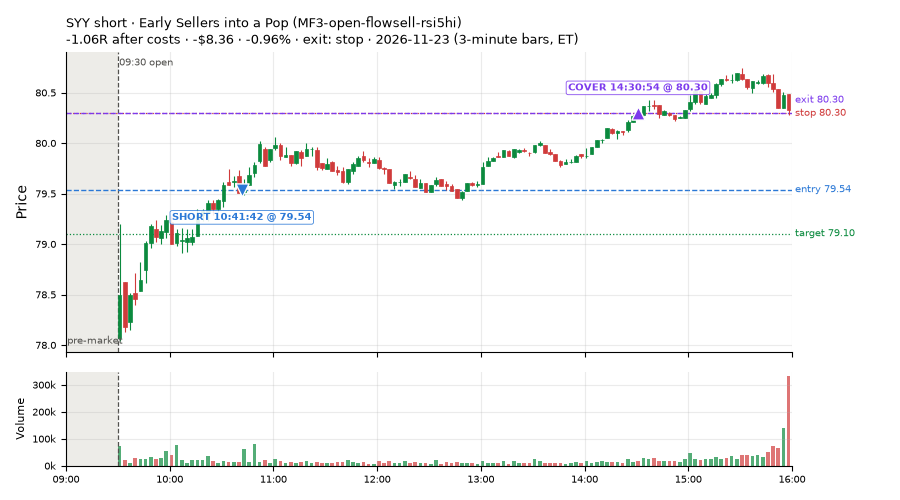 SYY short · Early Sellers into a Pop (MF3-open-flowsell-rsi5hi)
-1.06R after costs · -$8.36 · -0.96% · exit: stop · 2026-11-23 (3-minute bars, ET)
09:30 open
COVER 14:30:54 @ 80.30
exit 80.30
stop 80.30
entry 79.54
SHORT 10:41:42 @ 79.54
target 79.10
pre-market
Price
80.5
80.0
79.5
79.0
78.5
78.0
Volume
300k
200k
100k
0k
09:00
10:00
11:00
12:00
13:00
14:00
15:00
16:00